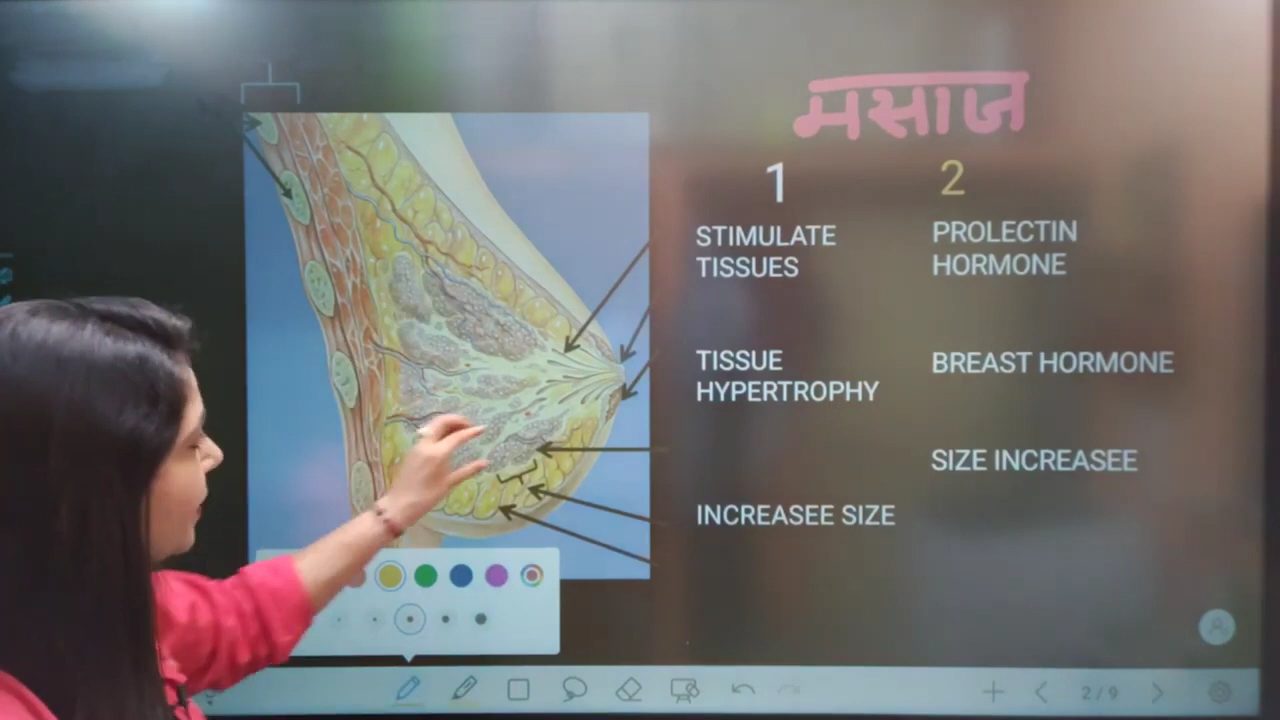 मसाज
1
2
STIMULATE
TISSUES
PROLECTIN
HORMONE
TISSUE
HYPERTROPHY
BREAST HORMONE
SIZE INCREASEE
INCREASEE SIZE
2/9